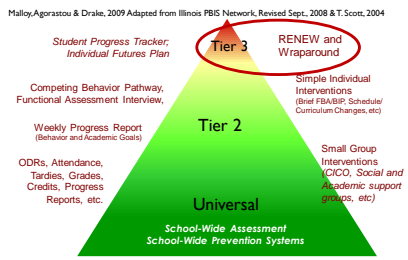 Malloy, Agorastou & Drake, 2009 Adapted from Illinois PBIS Network, Revised Sept., 2008 & T. Scott, 2004
Student Progress Tracker;
Individual Futures Plan
Tier 3
RENEW and
Wraparound
Competing Behavior Pathway,
Functional Assessment Interview,
Simple Individual
Interventions
(Brief FBA/BIP, Schedule/
Curriculum Changes, etc)
Weekly Progress Report
(Behavior and Academic Goals)
Tier 2
ODRs, Attendance,
Tardies, Grades,
Credits, Progress
Reports, etc.
Small Group
Interventions
(CICO, Social and
Academic support
groups, etc)
Universal
School-Wide Assessment
School-Wide Prevention Systems